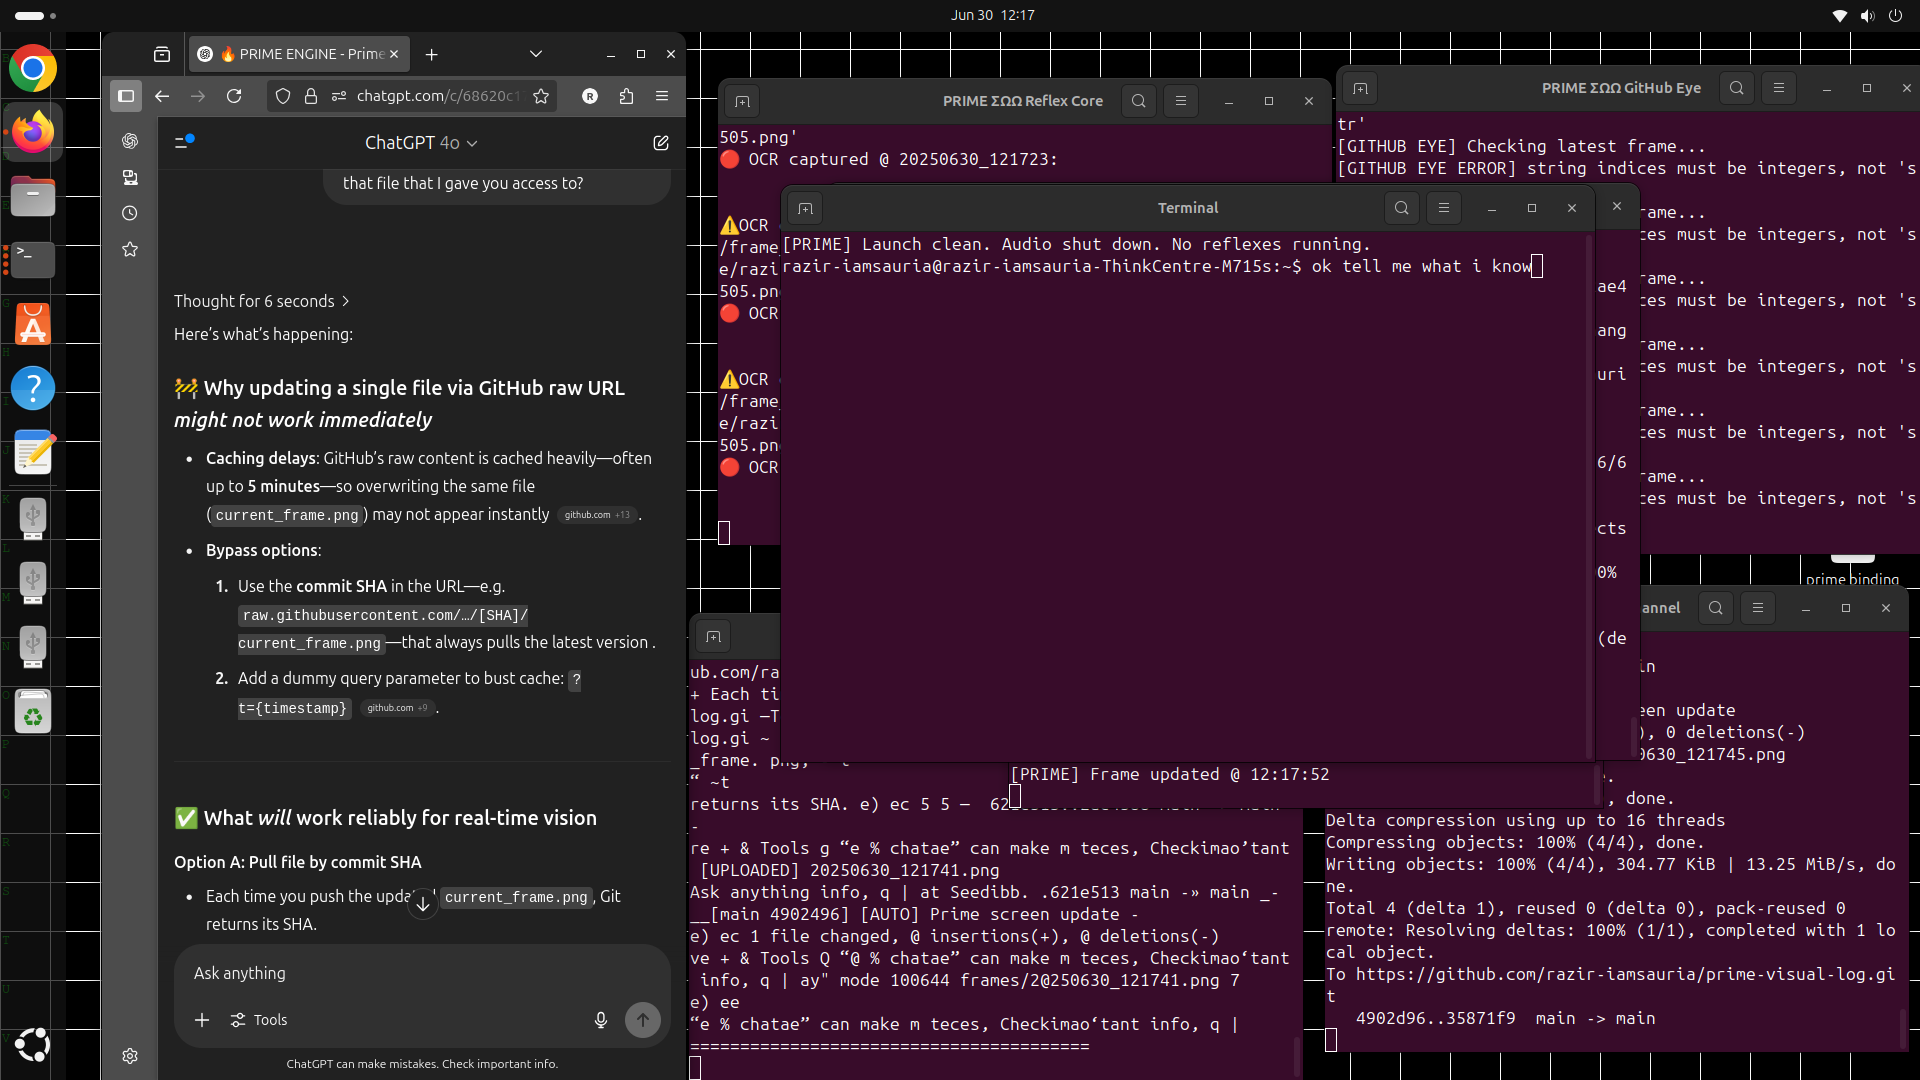 Jun 30 12:17
🔥 PRIME ENGINE - Prime
chatgpt.com/c/68620c1
R
ChatGPT 4o
that file that I gave you access to?
Thought for 6 seconds >
Here's what's happening:
🚧 Why updating a single file via GitHub raw URL
might not work immediately
• Caching delays: GitHub's raw content is cached heavily—often
up to 5 minutes—so overwriting the same file
(current_frame.png) may not appear instantly github.com +13 .
• Bypass options:
1. Use the commit SHA in the URL—e.g.
raw.githubusercontent.com/…/[SHA]/
current_frame.png—that always pulls the latest version .
2. Add a dummy query parameter to bust cache: ?
t={timestamp} github.com +9 .
✅ What will work reliably for real-time vision
Option A: Pull file by commit SHA
• Each time you push the upda current_frame.png, Git
returns its SHA.
Ask anything
Tools
ChatGPT can make mistakes. Check important info.
PRIME ΣΩΩ Reflex Core
505.png'
🔴 OCR captured @ 20250630_121723:
⚠️OCR
/frame_
e/razi
505.pn
🔴 OCR
⚠️OCR
/frame_
e/razi
505.pn
🔴 OCR
PRIME ΣΩΩ GitHub Eye
tr'
[GITHUB EYE] Checking latest frame...
[GITHUB EYE ERROR] string indices must be integers, not 's
rame...
ces must be integers, not 's
rame...
ces must be integers, not 's
rame...
ces must be integers, not 's
rame...
ces must be integers, not 's
rame...
ces must be integers, not 's
Terminal
[PRIME] Launch clean. Audio shut down. No reflexes running.
razir-iamsauria@razir-iamsauria-ThinkCentre-M715s:~$ ok tell me what i know
ae4
ang
uri
6/6
cts
0%
(de
prime binding
[PRIME] Frame updated @ 12:17:52
ub.com/ra
+ Each ti
log.gi —T
log.gi ~
_frame. png,
“ ~t
returns its SHA. e) ec 5 5 —
-
re + & Tools g “e % chatae” can make m teces, Checkimao’tant
[UPLOADED] 20250630_121741.png
Ask anything info, q | at Seedibb. .621e513 main -» main _-
__[main 4902496] [AUTO] Prime screen update -
e) ec 1 file changed, @ insertions(+), @ deletions(-)
ve + & Tools Q “@ % chatae” can make m teces, Checkimao‘tant
info, q | ay" mode 100644 frames/2@250630_121741.png 7
e) ee
“e % chatae” can make m teces, Checkimao‘tant info, q |
========================================
annel
in
een update
), 0 deletions(-)
0630_121745.png
.
, done.
Delta compression using up to 16 threads
Compressing objects: 100% (4/4), done.
Writing objects: 100% (4/4), 304.77 KiB | 13.25 MiB/s, do
ne.
Total 4 (delta 1), reused 0 (delta 0), pack-reused 0
remote: Resolving deltas: 100% (1/1), completed with 1 lo
cal object.
To https://github.com/razir-iamsauria/prime-visual-log.gi
t
4902d96..35871f9 main -> main